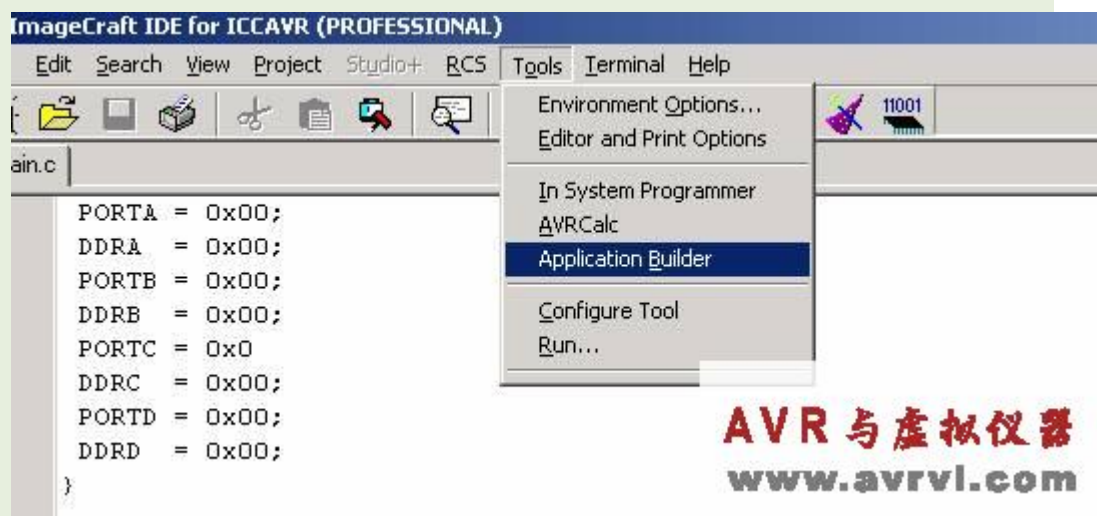 ImageCraft IDE for ICCAVR (PROFESSIONAL)
Edit Search View Project Studio+ RCS Tools Terminal Help
11001
ain.c
Environment Options...
Editor and Print Options
In System Programmer
AVRCalc
Application Builder
Configure Tool
Run...
PORTA = 0x00;
DDRA = 0x00;
PORTB = 0x00;
DDRB = 0x00;
PORTC = 0x0
DDRC = 0x00;
PORTD = 0x00;
DDRD = 0x00;
}
AVR与虚拟仪器
www.avrvi.com